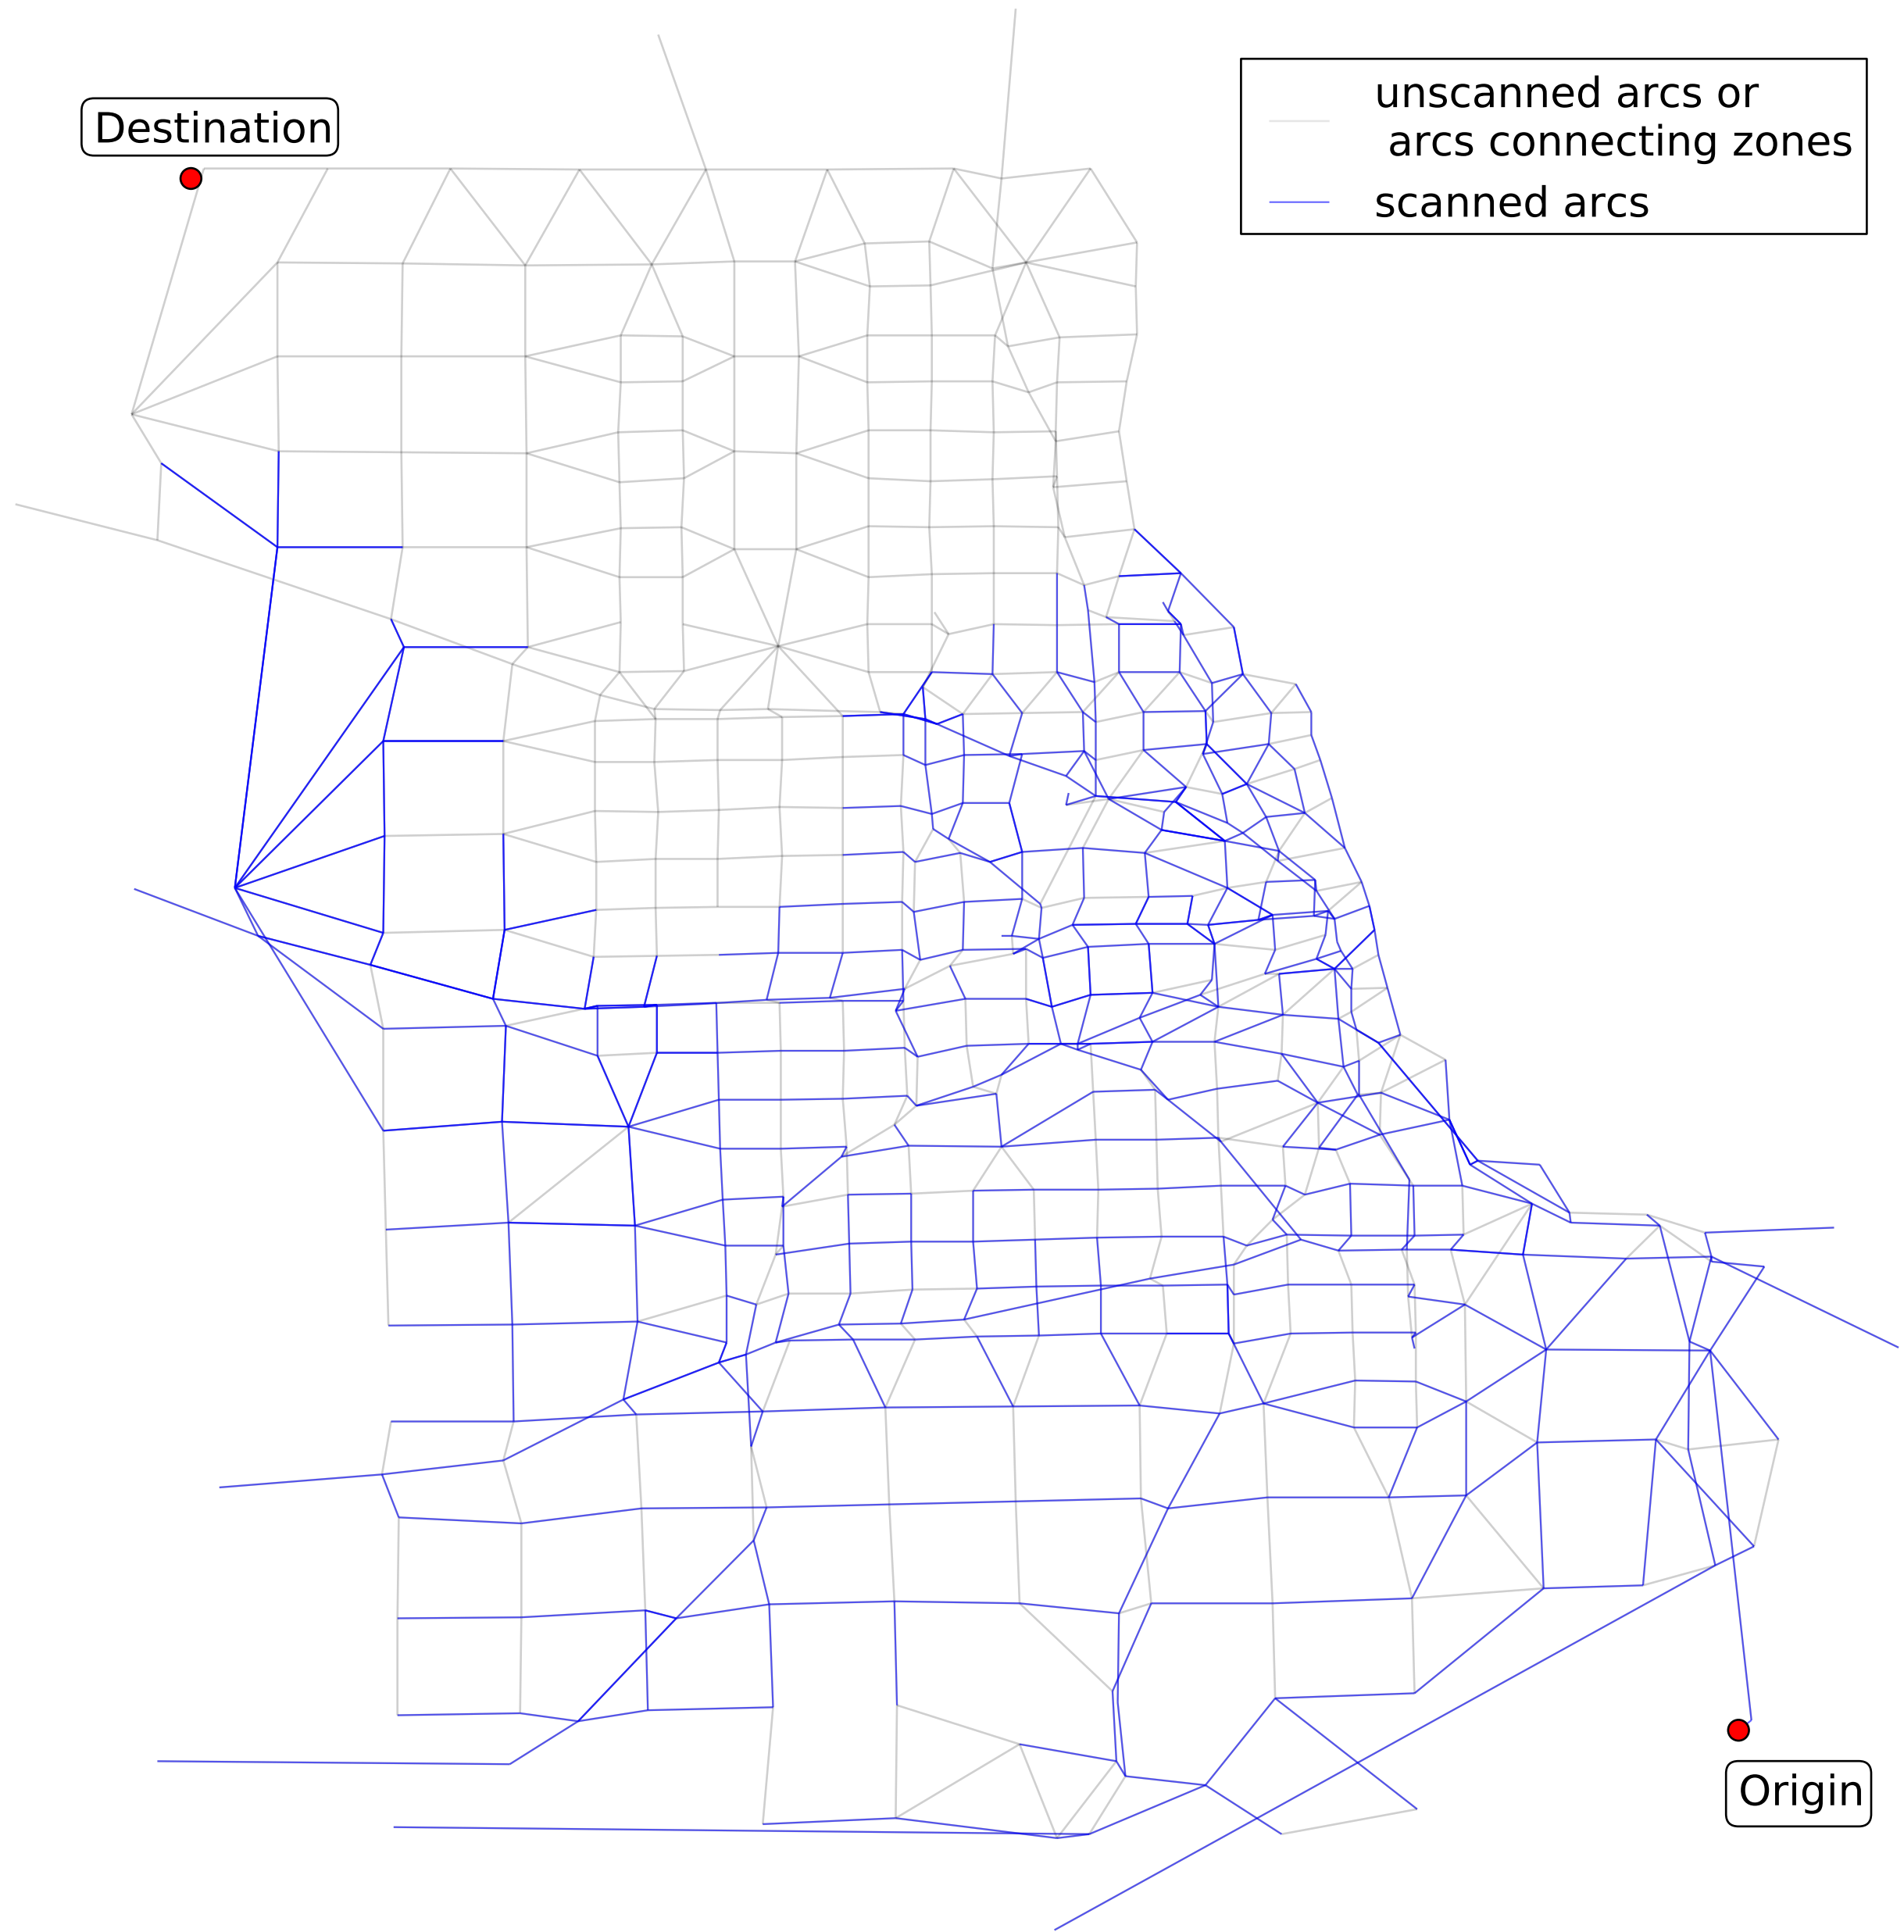 Destination
unscanned arcs or
arcs connecting zones
scanned arcs
Origin